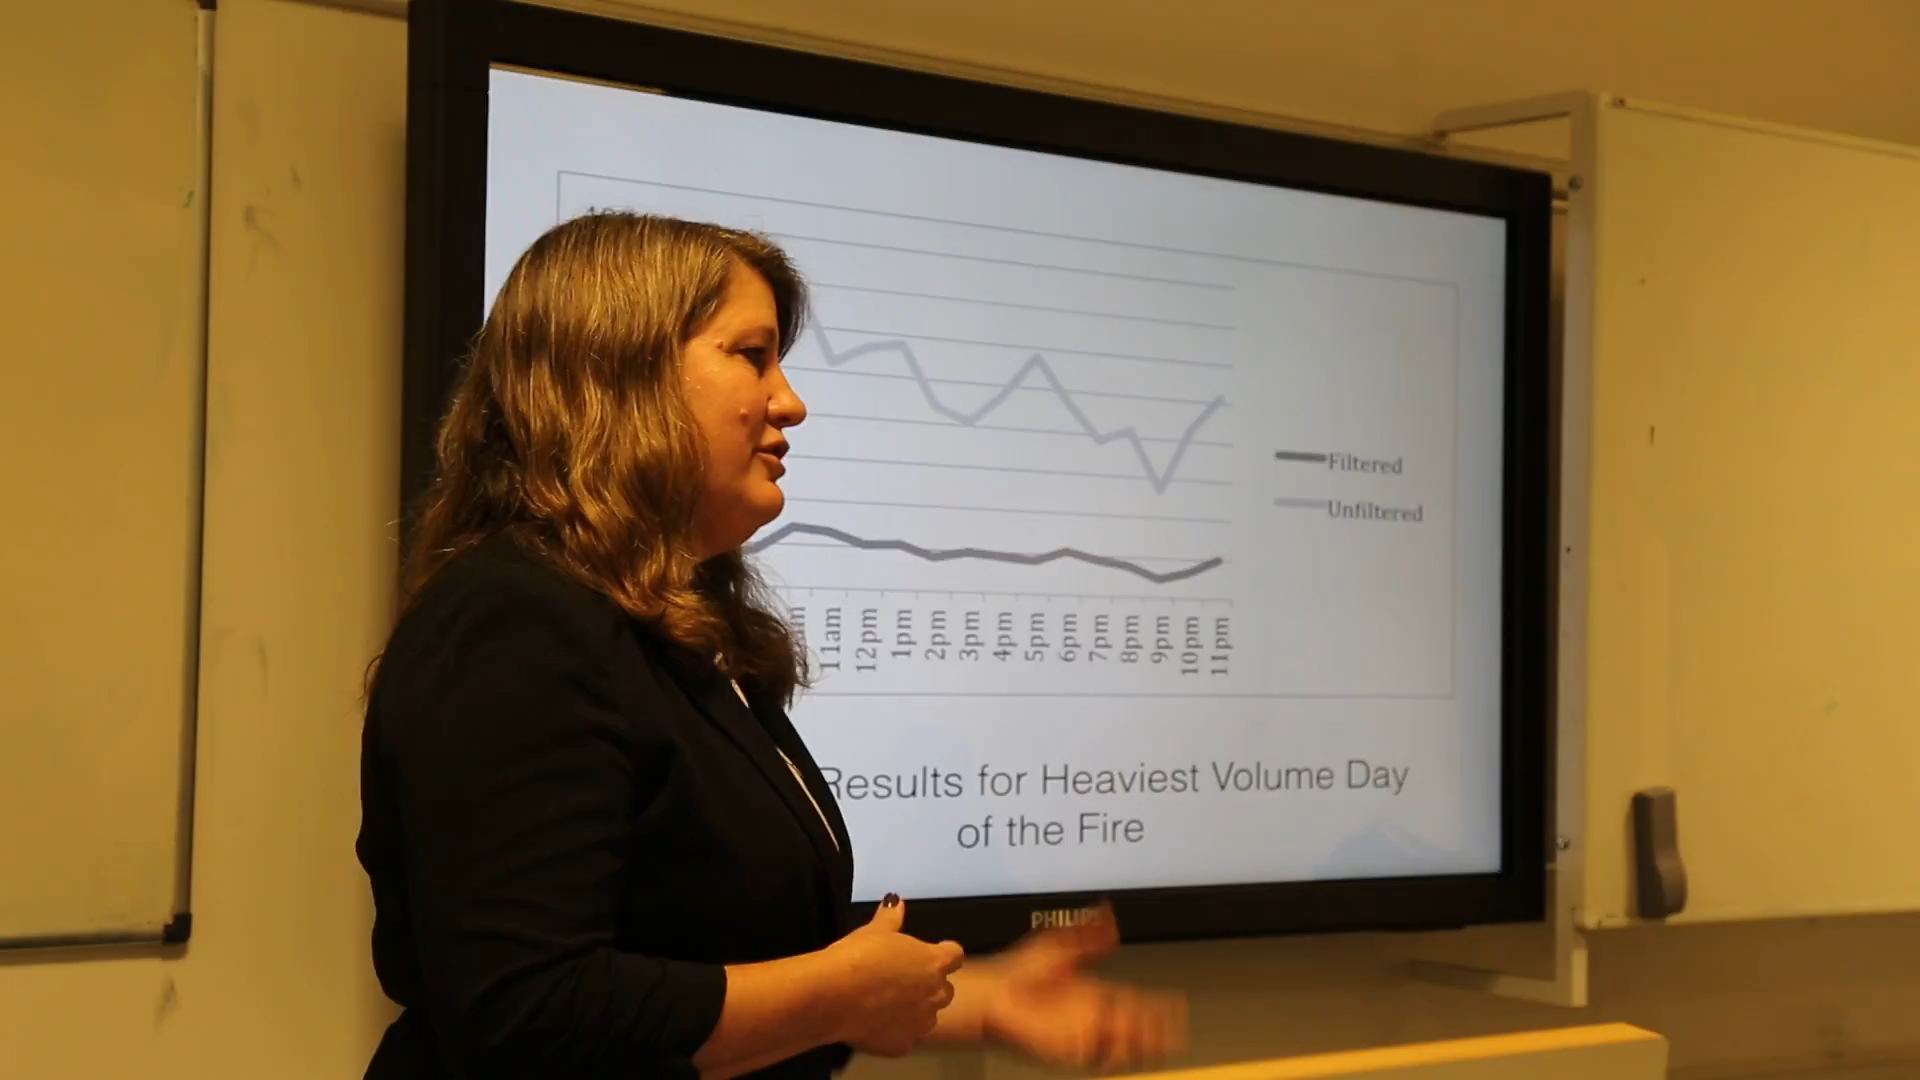 Filtered
Unfiltered
11am
12pm
1pm
2pm
3pm
4pm
5pm
6pm
7pm
8pm
9pm
10pm
11pm
Results for Heaviest Volume Day
of the Fire
PHILIPS